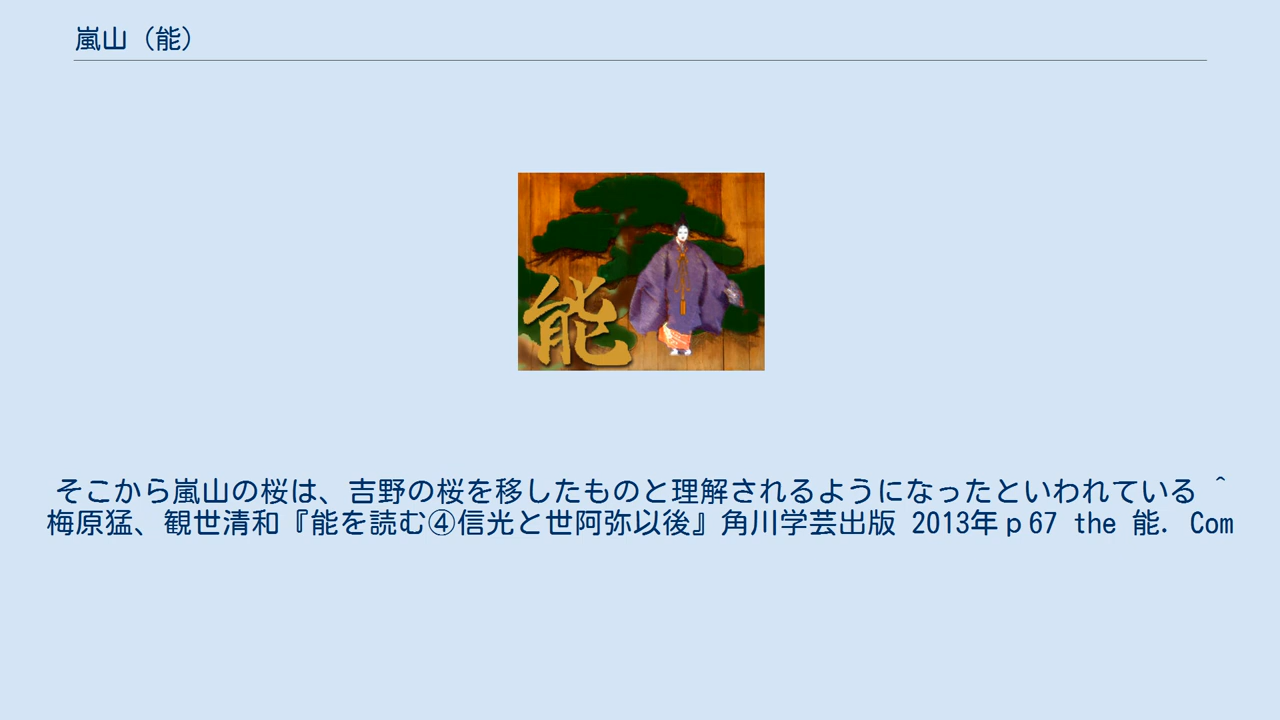 嵐山（能）
能
そこから嵐山の桜は、吉野の桜を移したものと理解されるようになったといわれている ^
梅原猛、観世清和『能を読む④信光と世阿弥以後』角川学芸出版 2013年ｐ67 the 能. Com